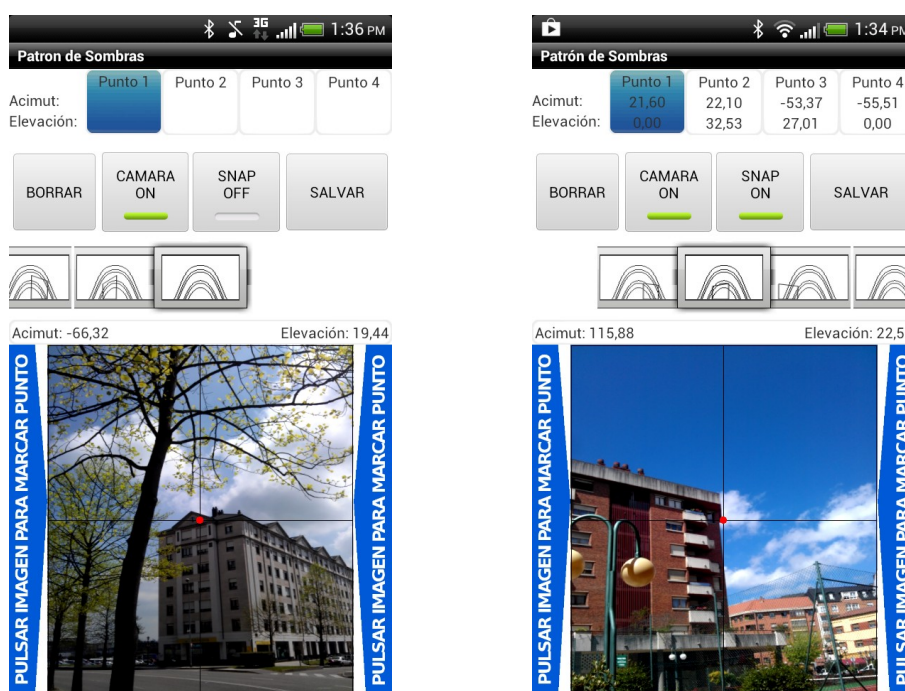 3G 1:36 PM
Patron de Sombras
Punto 1 Punto 2 Punto 3 Punto 4
Acimut:
Elevación:
BORRAR
CAMARA
ON
SNAP
OFF
SALVAR
Acimut: -66,32 Elevación: 19,44
PULSAR IMAGEN PARA MARCAR PUNTO
PULSAR IMAGEN PARA MARCAR PUNTO
1:34 PM
Patrón de Sombras
Punto 1 Punto 2 Punto 3 Punto 4
Acimut: 21,60 22,10 -53,37 -55,51
Elevación: 0,00 32,53 27,01 0,00
BORRAR
CAMARA
ON
SNAP
ON
SALVAR
Acimut: 115,88 Elevación: 22,5
PULSAR IMAGEN PARA MARCAR PUNTO
PULSAR IMAGEN PARA MARCAR PUNTO